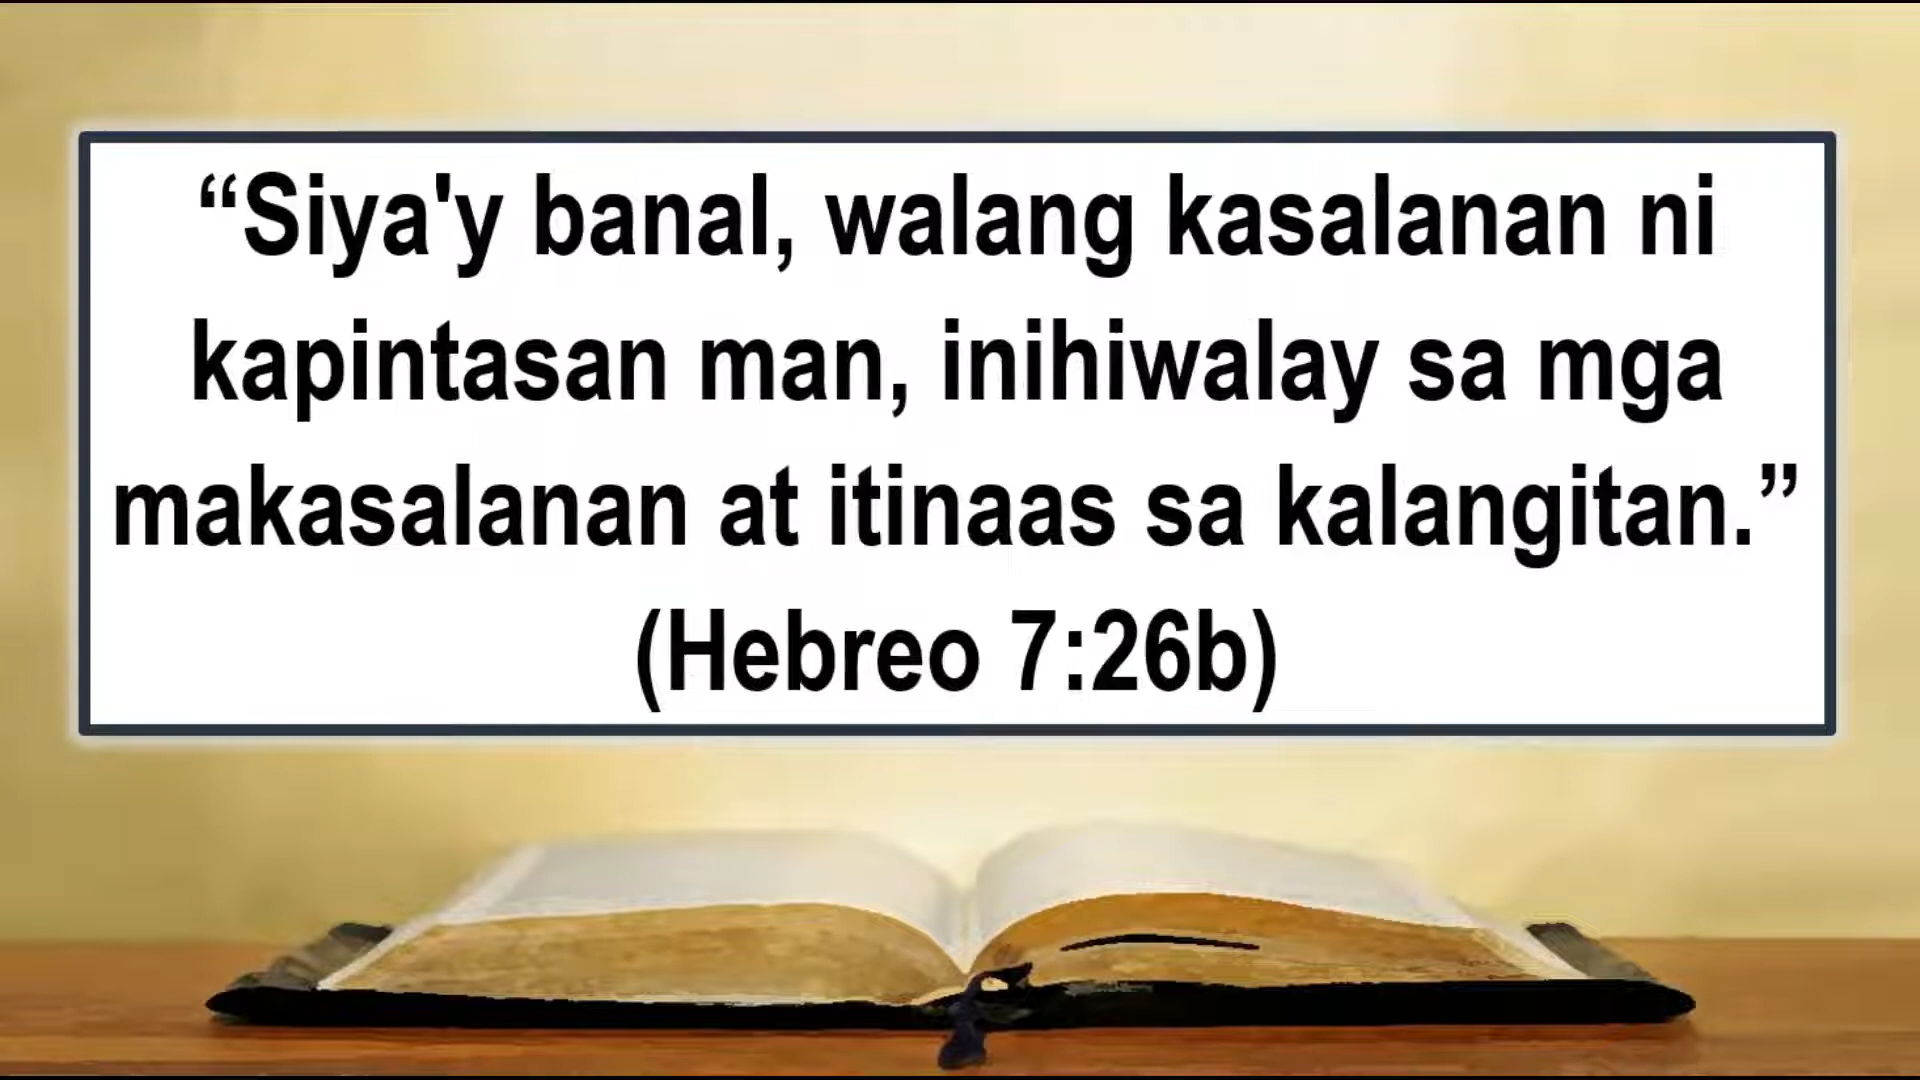 “Siya'y banal, walang kasalanan ni
kapintasan man, inihiwalay sa mga
makasalanan at itinaas sa kalangitan.”
(Hebreo 7:26b)